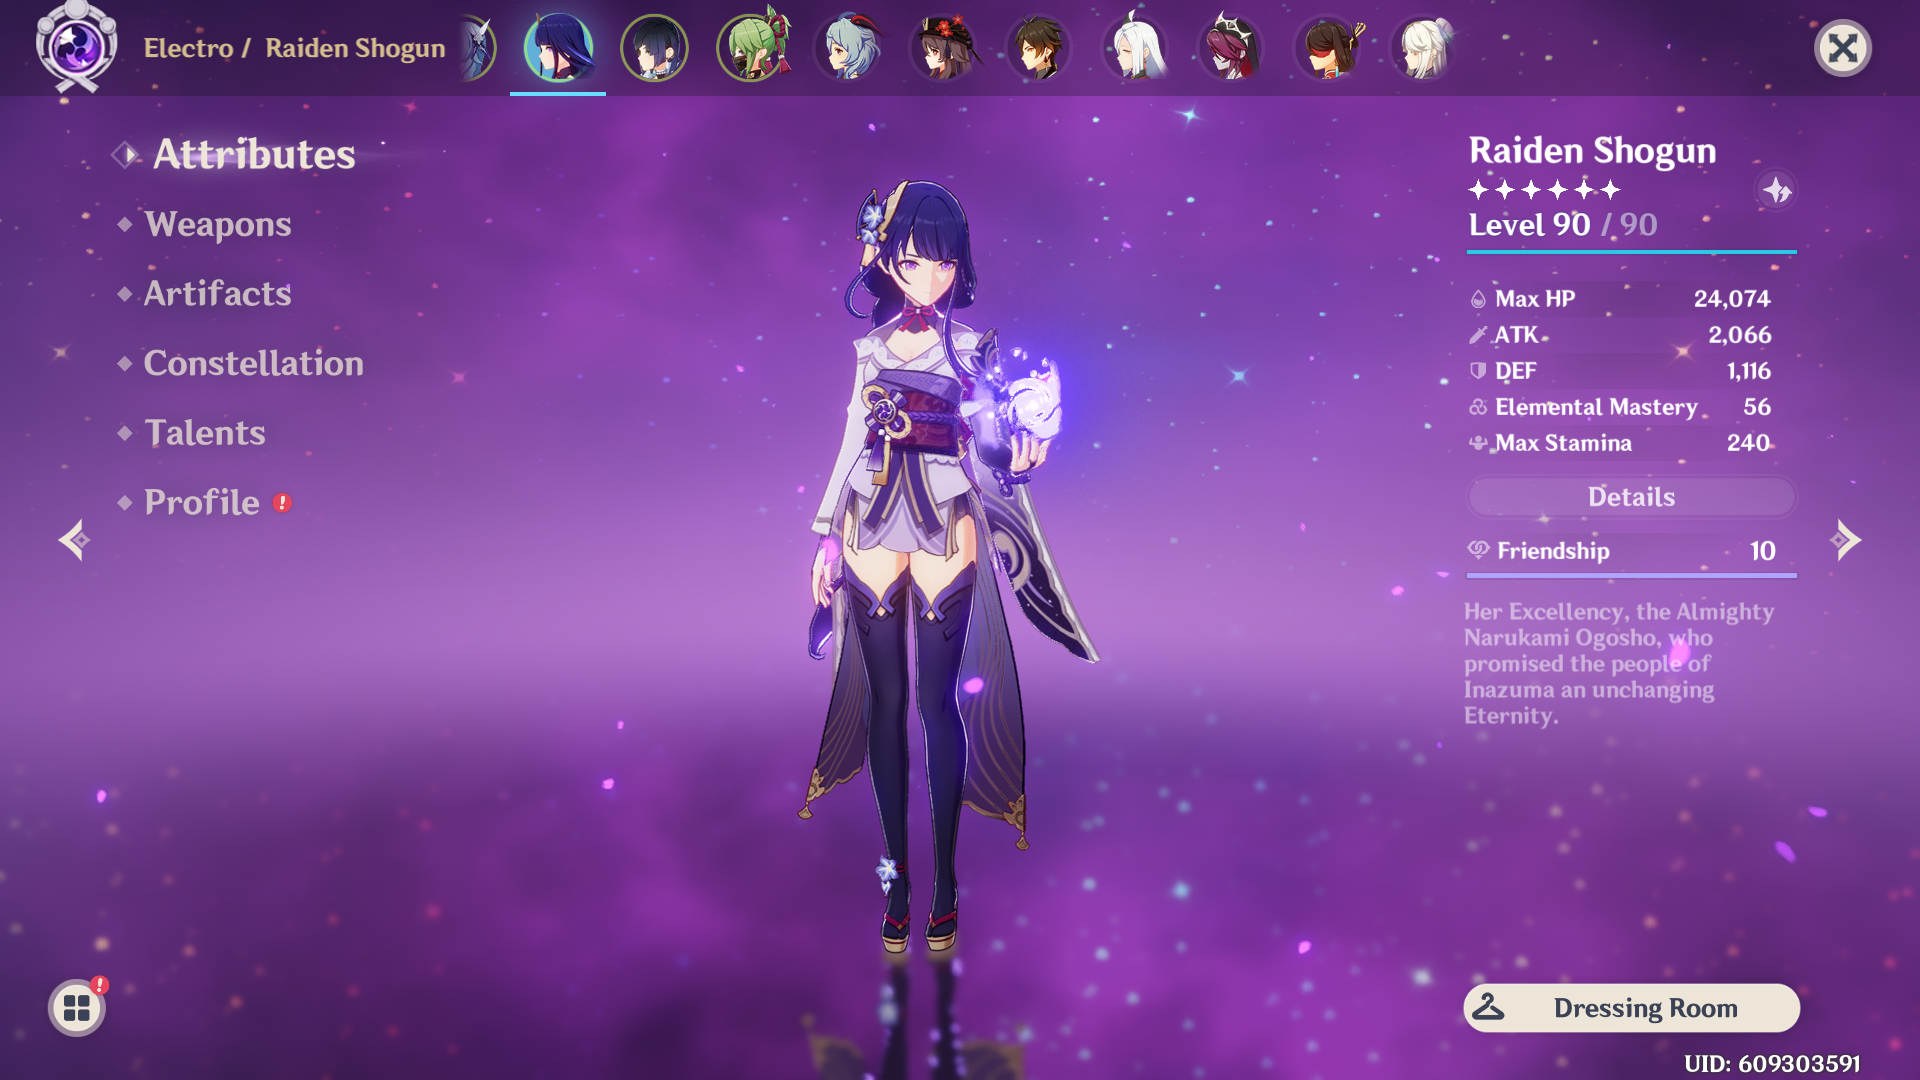 Electro / Raiden Shogun
Attributes
Weapons
Artifacts
Constellation
Talents
Profile
Raiden Shogun
Level 90 / 90
Max HP 24,074
ATK 2,066
DEF 1,116
Elemental Mastery 56
Max Stamina 240
Details
Friendship 10
Her Excellency, the Almighty
Narukami Ogosho, who
promised the people of
Inazuma an unchanging
Eternity.
Dressing Room
UID: 609303591